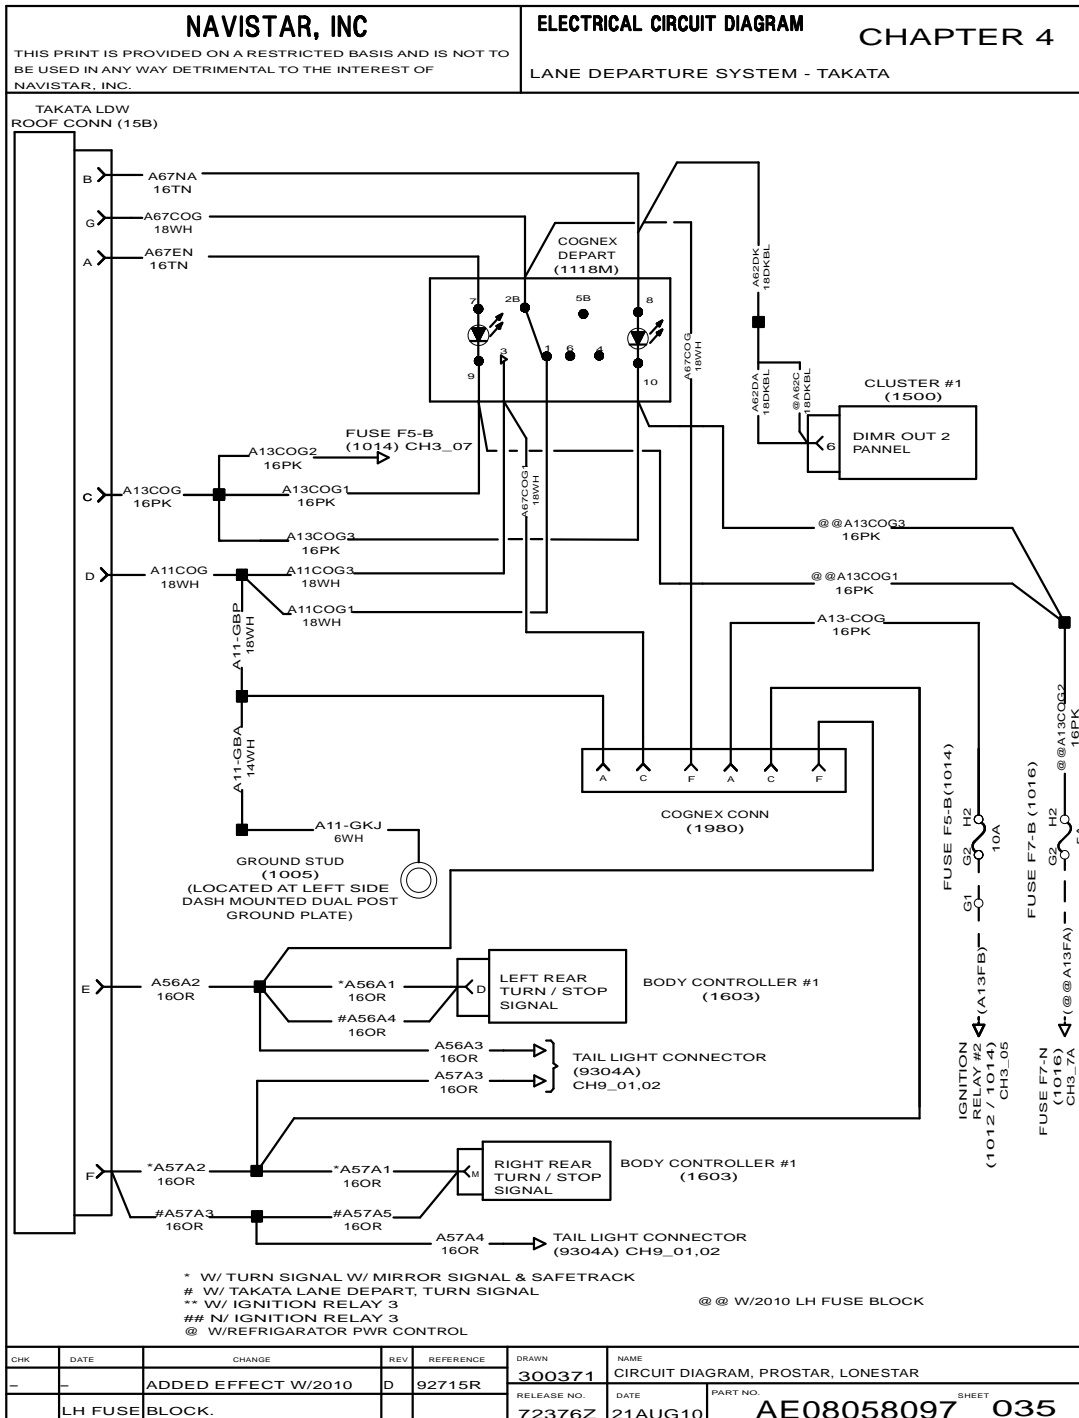 NAVISTAR, INC
THIS PRINT IS PROVIDED ON A RESTRICTED BASIS AND IS NOT TO
BE USED IN ANY WAY DETRIMENTAL TO THE INTEREST OF
NAVISTAR, INC.
ELECTRICAL CIRCUIT DIAGRAM
CHAPTER 4
LANE DEPARTURE SYSTEM - TAKATA
TAKATA LDW
ROOF CONN (15B)
B
A67NA
16TN
G
A67COG
18WH
A
A67EN
16TN
COGNEX
DEPART
(1118M)
7
2B
5B
8
3
1
6
4
9
10
A67COG
18WH
A62DK
18DKBL
A62DA
18DKBL
@A62C
18DKBL
CLUSTER #1
(1500)
6
DIMR OUT 2
PANNEL
FUSE F5-B
(1014) CH3_07
A13COG2
16PK
C
A13COG
16PK
A13COG1
16PK
A13COG3
16PK
A67COG1
18WH
@@A13COG3
16PK
D
A11COG
18WH
A11COG3
18WH
A11COG1
18WH
@@A13COG1
16PK
A13-COG
16PK
A11-GBP
18WH
A11-GBA
14WH
@@A13COG2
16PK
A
C
F
A
C
F
COGNEX CONN
(1980)
A11-GKJ
6WH
GROUND STUD
(1005)
(LOCATED AT LEFT SIDE
DASH MOUNTED DUAL POST
GROUND PLATE)
FUSE F5-B(1014)
H2
G2
10A
G1
(A13FB)
IGNITION
RELAY #2
(1012 / 1014)
CH3_05
FUSE F7-B (1016)
H2
G2
(@@A13FA)
FUSE F7-N
(1016)
CH3_7A
E
A56A2
16OR
*A56A1
16OR
#A56A4
16OR
D
LEFT REAR
TURN / STOP
SIGNAL
BODY CONTROLLER #1
(1603)
A56A3
16OR
A57A3
16OR
TAIL LIGHT CONNECTOR
(9304A)
CH9_01,02
F
*A57A2
16OR
*A57A1
16OR
M
RIGHT REAR
TURN / STOP
SIGNAL
BODY CONTROLLER #1
(1603)
#A57A3
16OR
#A57A5
16OR
A57A4
16OR
TAIL LIGHT CONNECTOR
(9304A) CH9_01,02
* W/ TURN SIGNAL W/ MIRROR SIGNAL & SAFETRACK
# W/ TAKATA LANE DEPART, TURN SIGNAL
** W/ IGNITION RELAY 3
## N/ IGNITION RELAY 3
@ W/REFRIGARATOR PWR CONTROL
@@ W/2010 LH FUSE BLOCK
CHK DATE CHANGE REV REFERENCE
– – ADDED EFFECT W/2010 D 92715R
LH FUSE BLOCK.
DRAWN
300371
NAME
CIRCUIT DIAGRAM, PROSTAR, LONESTAR
RELEASE NO.
72376Z
DATE
21AUG10
PART NO.
AE08058097
SHEET
035